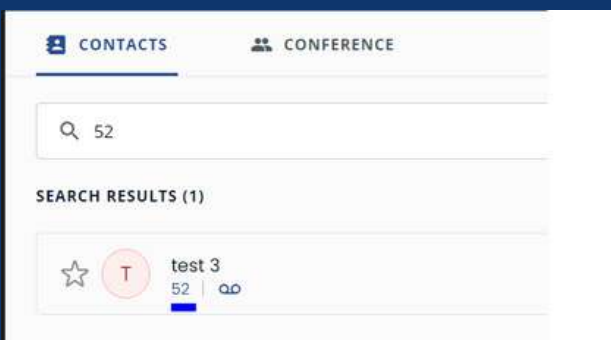 CONTACTS CONFERENCE
52
SEARCH RESULTS (1)
T
test 3
52